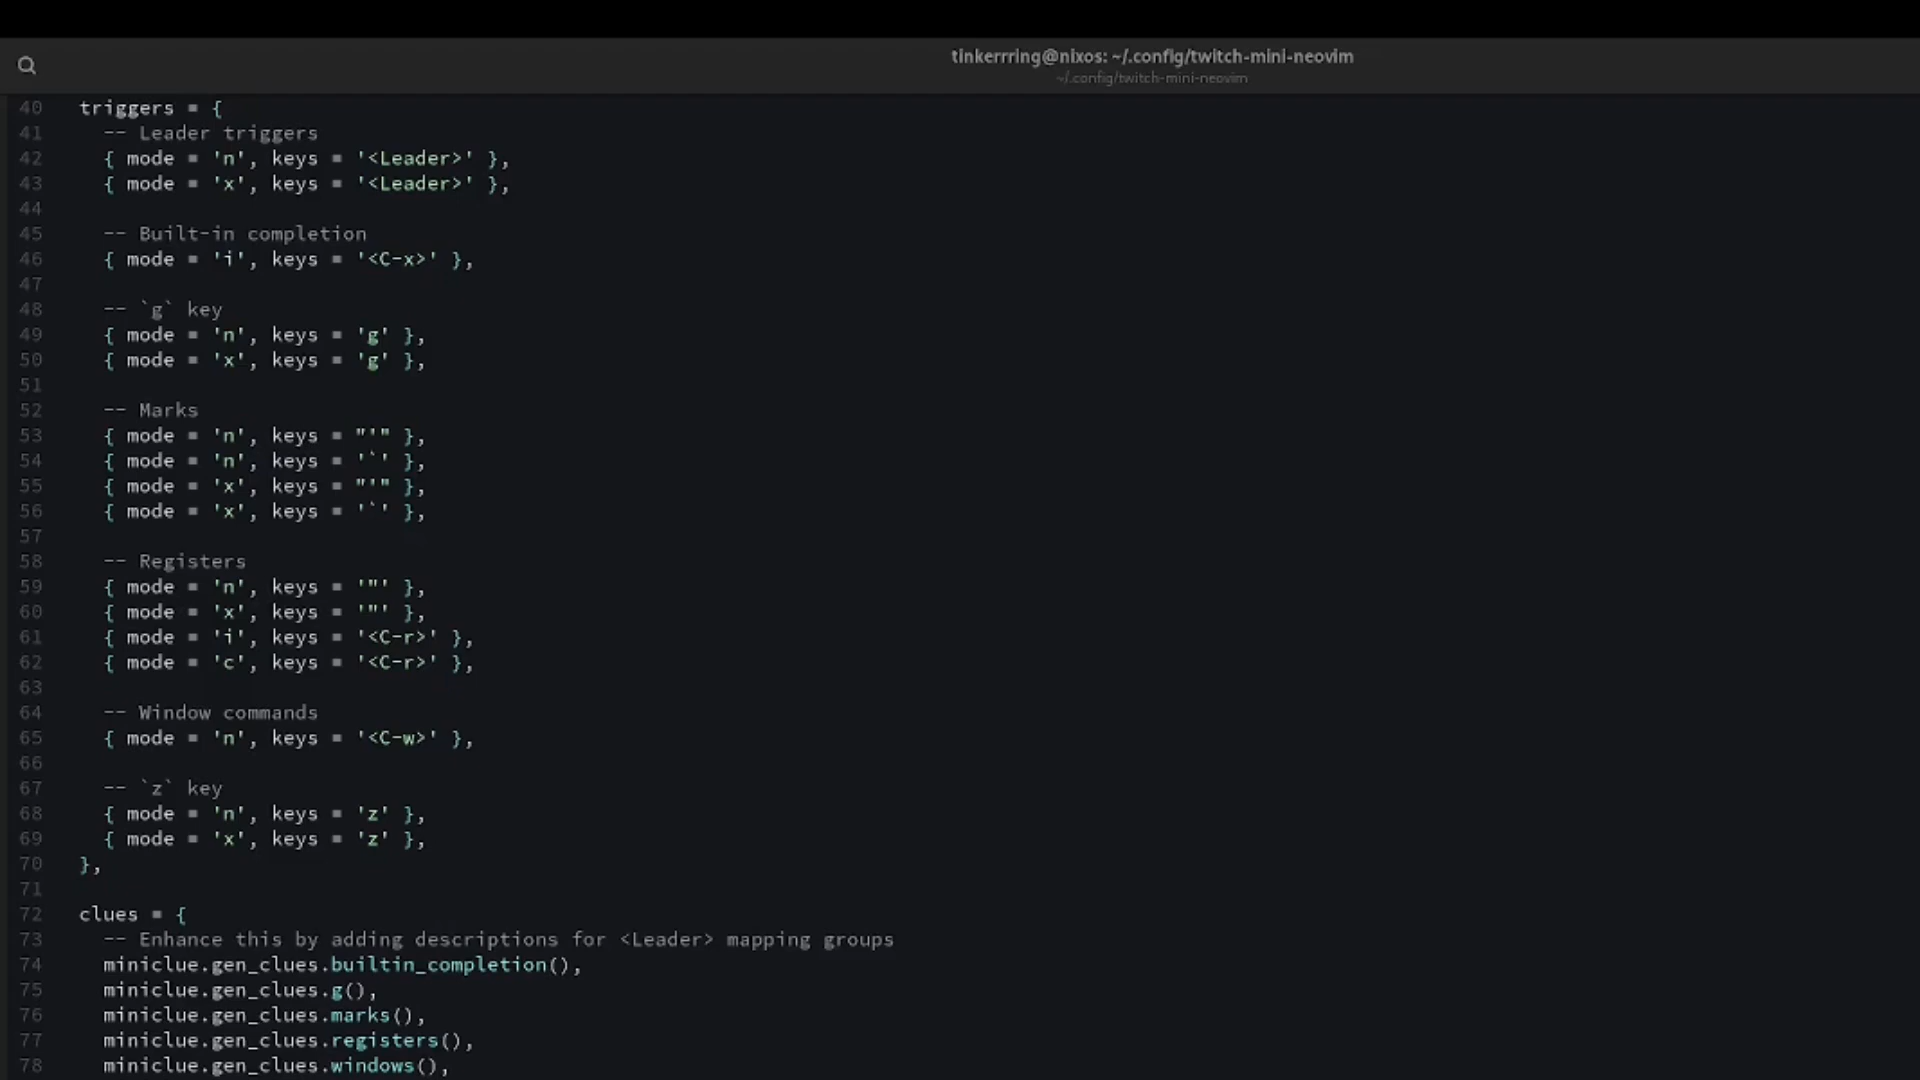 tinkerrring@nixos: ~/.config/twitch-mini-neovim
~/.config/twitch-mini-neovim
40 triggers = {
41 -- Leader triggers
42 { mode = 'n', keys = '<Leader>' },
43 { mode = 'x', keys = '<Leader>' },
44
45 -- Built-in completion
46 { mode = 'i', keys = '<C-x>' },
47
48 -- `g` key
49 { mode = 'n', keys = 'g' },
50 { mode = 'x', keys = 'g' },
51
52 -- Marks
53 { mode = 'n', keys = "'" },
54 { mode = 'n', keys = '`' },
55 { mode = 'x', keys = "'" },
56 { mode = 'x', keys = '`' },
57
58 -- Registers
59 { mode = 'n', keys = '"' },
60 { mode = 'x', keys = '"' },
61 { mode = 'i', keys = '<C-r>' },
62 { mode = 'c', keys = '<C-r>' },
63
64 -- Window commands
65 { mode = 'n', keys = '<C-w>' },
66
67 -- `z` key
68 { mode = 'n', keys = 'z' },
69 { mode = 'x', keys = 'z' },
70 },
71
72 clues = {
73 -- Enhance this by adding descriptions for <Leader> mapping groups
74 miniclue.gen_clues.builtin_completion(),
75 miniclue.gen_clues.g(),
76 miniclue.gen_clues.marks(),
77 miniclue.gen_clues.registers(),
78 miniclue.gen_clues.windows(),